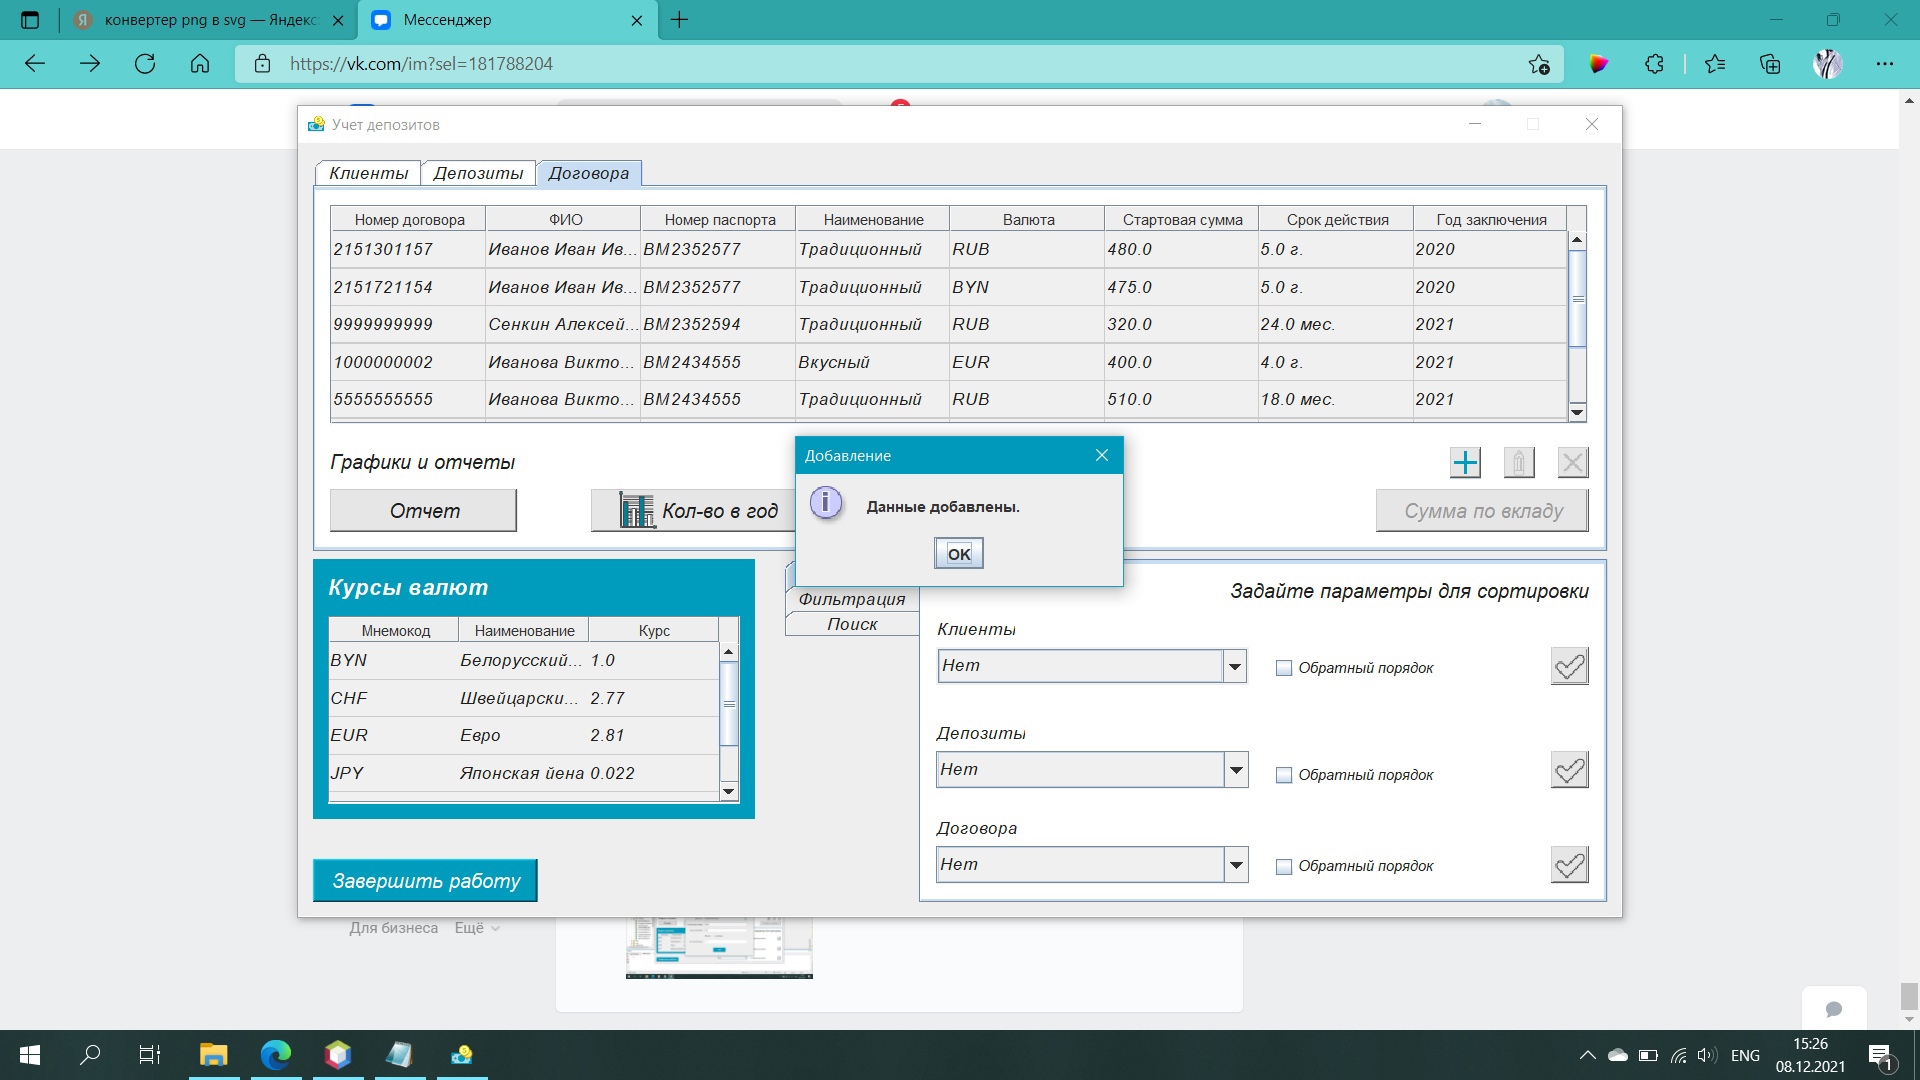 конвертер png в svg — Яндекс
Мессенджер
https://vk.com/im?sel=181788204
Учет депозитов
Клиенты Депозиты Договора
Номер договора ФИО Номер паспорта Наименование Валюта Стартовая сумма Срок действия Год заключения
2151301157 Иванов Иван Ив... BM2352577 Традиционный RUB 480.0 5.0 г. 2020
2151721154 Иванов Иван Ив... BM2352577 Традиционный BYN 475.0 5.0 г. 2020
9999999999 Сенкин Алексей... BM2352594 Традиционный RUB 320.0 24.0 мес. 2021
1000000002 Иванова Викто... BM2434555 Вкусный EUR 400.0 4.0 г. 2021
5555555555 Иванова Викто... BM2434555 Традиционный RUB 510.0 18.0 мес. 2021
Графики и отчеты
Отчет
Кол-во в год
Сумма по вкладу
Добавление
Данные добавлены.
OK
Курсы валют
Мнемокод Наименование Курс
BYN Белорусский... 1.0
CHF Швейцарски... 2.77
EUR Евро 2.81
JPY Японская йена 0.022
Завершить работу
Фильтрация
Поиск
Задайте параметры для сортировки
Клиенты
Нет
Обратный порядок
Депозиты
Нет
Обратный порядок
Договора
Нет
Обратный порядок
Для бизнеса Ещё
ENG
15:26
08.12.2021
1